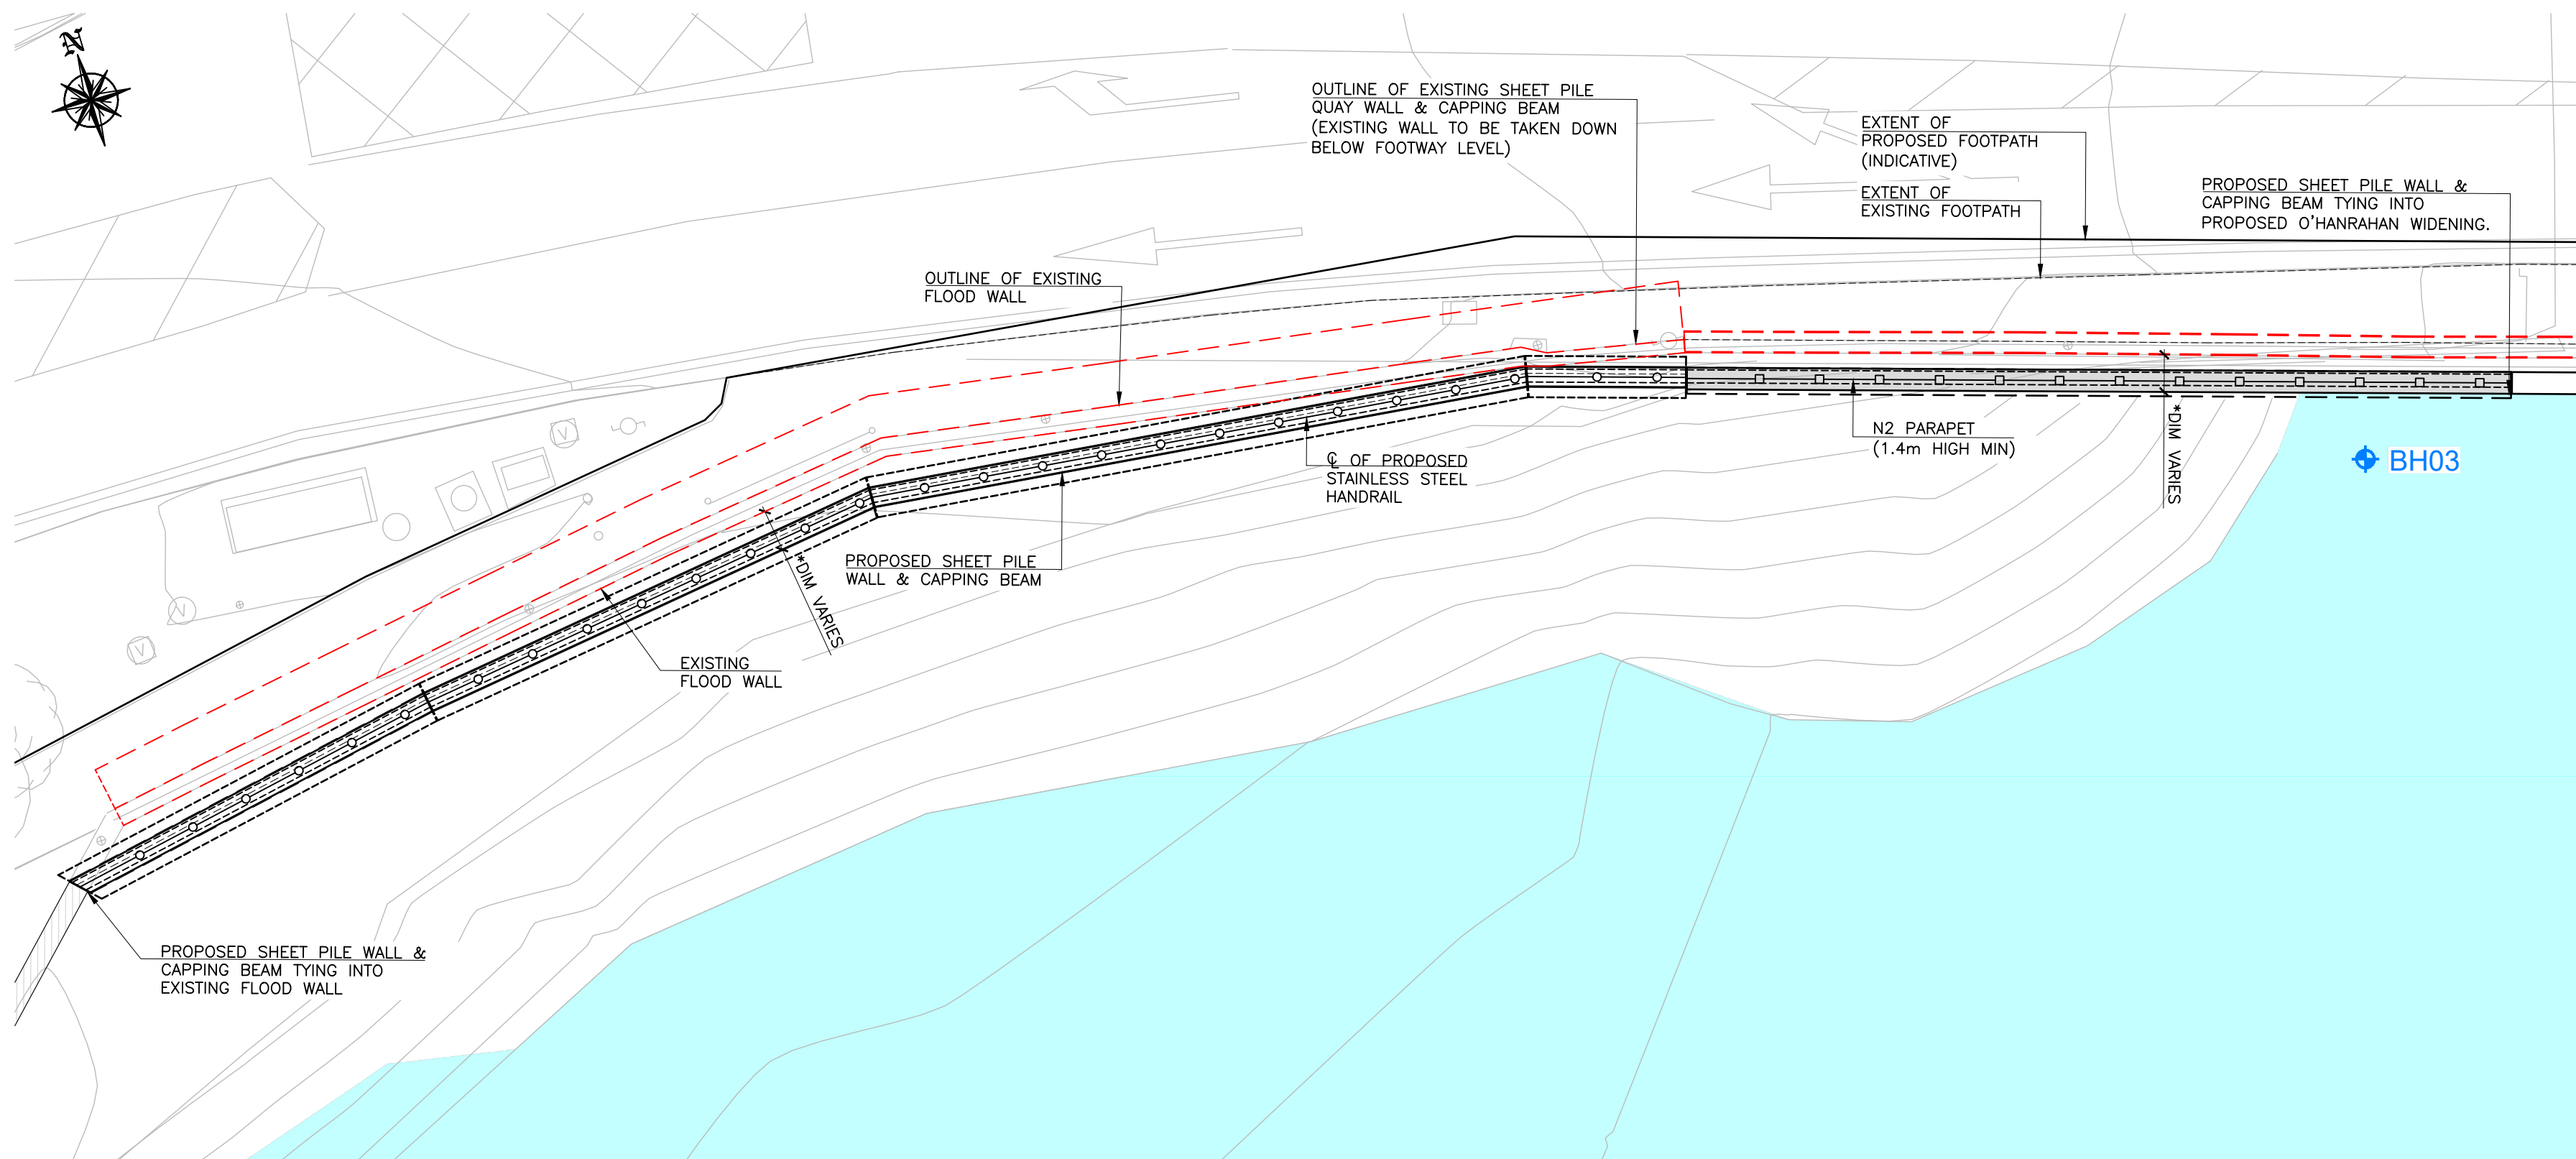 N
OUTLINE OF EXISTING SHEET PILE
QUAY WALL & CAPPING BEAM
(EXISTING WALL TO BE TAKEN DOWN
BELOW FOOTWAY LEVEL)
EXTENT OF
PROPOSED FOOTPATH
(INDICATIVE)
EXTENT OF
EXISTING FOOTPATH
PROPOSED SHEET PILE WALL &
CAPPING BEAM TYING INTO
PROPOSED O'HANRAHAN WIDENING.
OUTLINE OF EXISTING
FLOOD WALL
N2 PARAPET
(1.4m HIGH MIN)
*DIM VARIES
BH03
℄ OF PROPOSED
STAINLESS STEEL
HANDRAIL
PROPOSED SHEET PILE
WALL & CAPPING BEAM
*DIM VARIES
EXISTING
FLOOD WALL
V
V
V
PROPOSED SHEET PILE WALL &
CAPPING BEAM TYING INTO
EXISTING FLOOD WALL